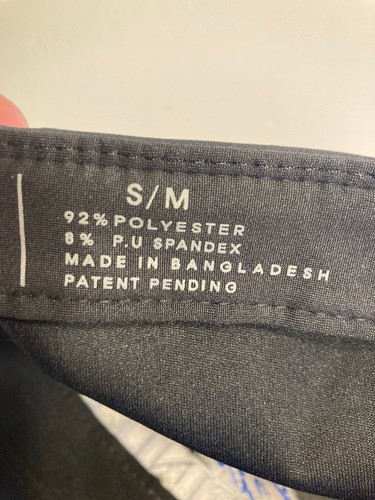 S/M
92% POLYESTER
8% P.U SPANDEX
MADE IN BANGLADESH
PATENT PENDING